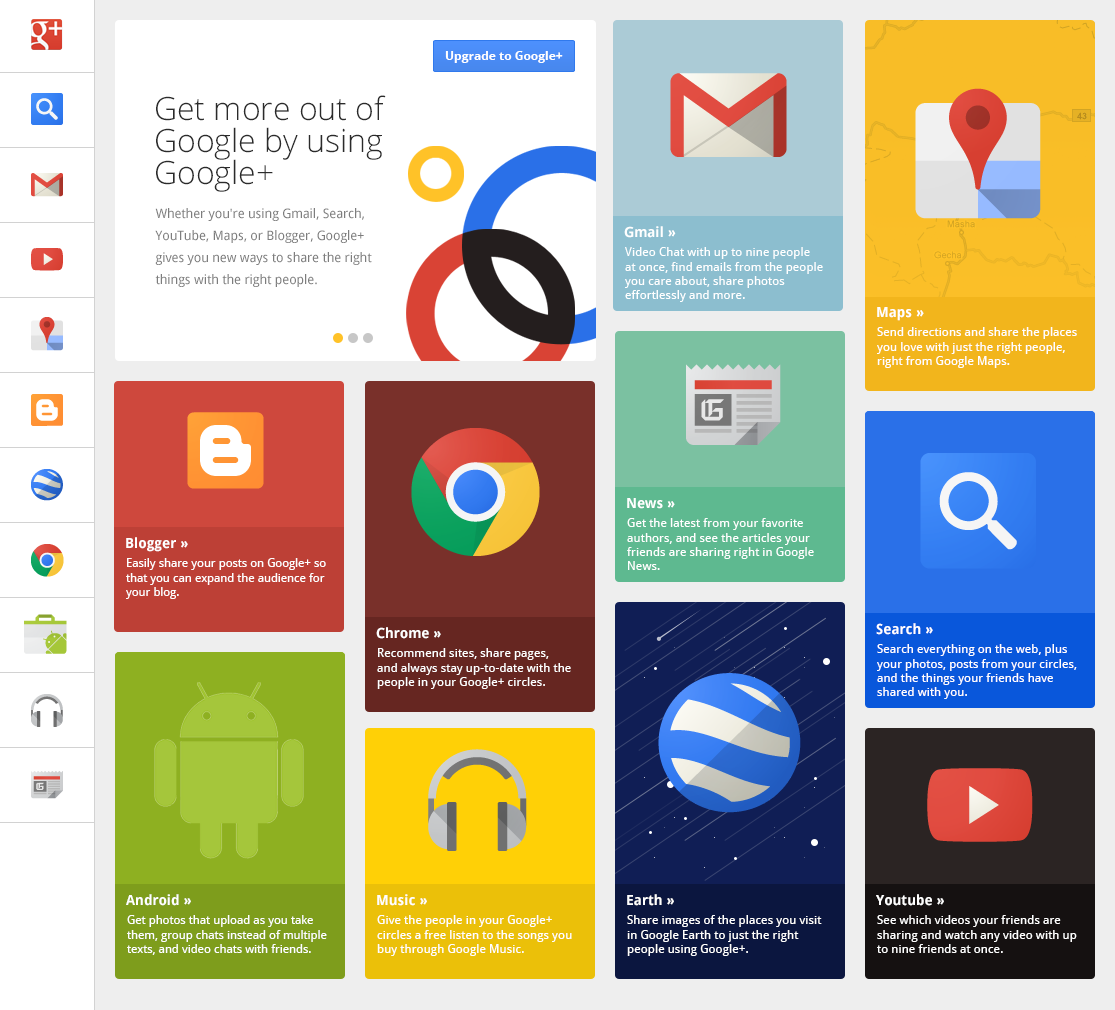 g+
Upgrade to Google+
Get more out of
Google by using
Google+
Whether you're using Gmail, Search,
YouTube, Maps, or Blogger, Google+
gives you new ways to share the right
things with the right people.
Gmail »
Video Chat with up to nine people
at once, find emails from the people
you care about, share photos
effortlessly and more.
43
Masha
Gecha
Maps »
Send directions and share the places
you love with just the right people,
right from Google Maps.
Blogger »
Easily share your posts on Google+ so
that you can expand the audience for
your blog.
Chrome »
Recommend sites, share pages,
and always stay up-to-date with the
people in your Google+ circles.
G
News »
Get the latest from your favorite
authors, and see the articles your
friends are sharing right in Google
News.
Search »
Search everything on the web, plus
your photos, posts from your circles,
and the things your friends have
shared with you.
Android »
Get photos that upload as you take
them, group chats instead of multiple
texts, and video chats with friends.
Music »
Give the people in your Google+
circles a free listen to the songs you
buy through Google Music.
Earth »
Share images of the places you visit
in Google Earth to just the right
people using Google+.
Youtube »
See which videos your friends are
sharing and watch any video with up
to nine friends at once.